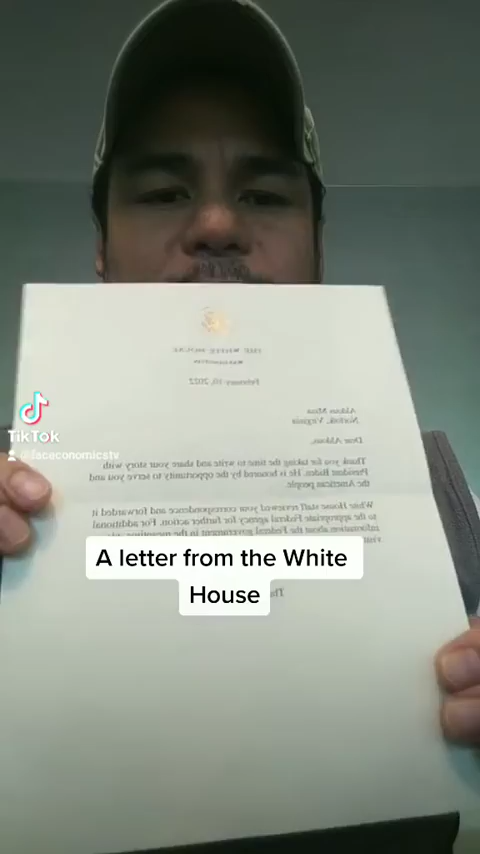 THE WHITE HOUSE
WASHINGTON
February 10, 2022
Norfolk, Virginia
Thank you for taking the time to write and share your story with
President Biden. He is honored by the opportunity to serve you and
the American people.
White House staff reviewed your correspondence and forwarded it
to the appropriate Federal agency for further action. For additional
information about the Federal government in the meantime,
TikTok
@faceconomicstv
A letter from the White
House